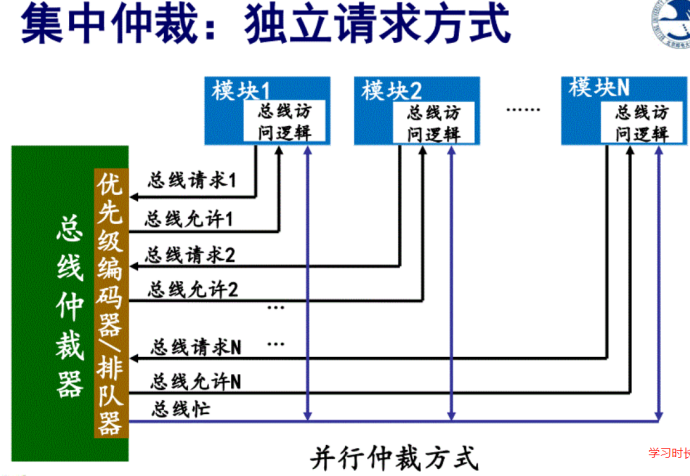 集中仲裁：独立请求方式
模块1
总线访
问逻辑
模块2
总线访
问逻辑
……
模块N
总线访
问逻辑
总线仲裁器
优先级编码器/排队器
总线请求1
总线允许1
总线请求2
总线允许2
…
…
总线请求N
总线允许N
总线忙
并行仲裁方式
学习时长